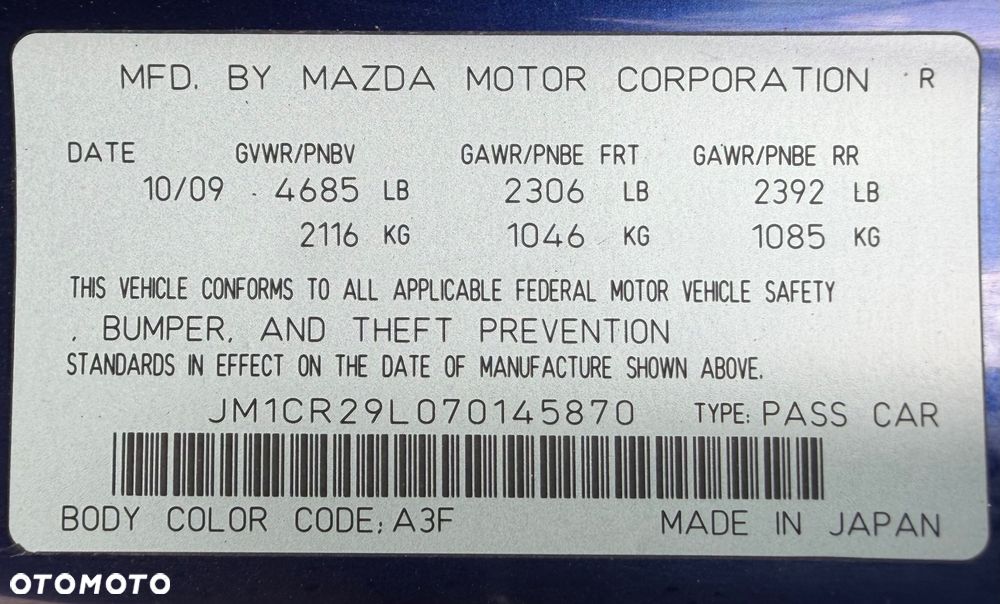 MFD. BY MAZDA MOTOR CORPORATION R
DATE GVWR/PNBV GAWR/PNBE FRT GAWR/PNBE RR
10/09 4685 LB 2306 LB 2392 LB
2116 KG 1046 KG 1085 KG
THIS VEHICLE CONFORMS TO ALL APPLICABLE FEDERAL MOTOR VEHICLE SAFETY
, BUMPER, AND THEFT PREVENTION
STANDARDS IN EFFECT ON THE DATE OF MANUFACTURE SHOWN ABOVE.
JM1CR29L070145870 TYPE: PASS CAR
BODY COLOR CODE: A3F MADE IN JAPAN
OTOMOTO